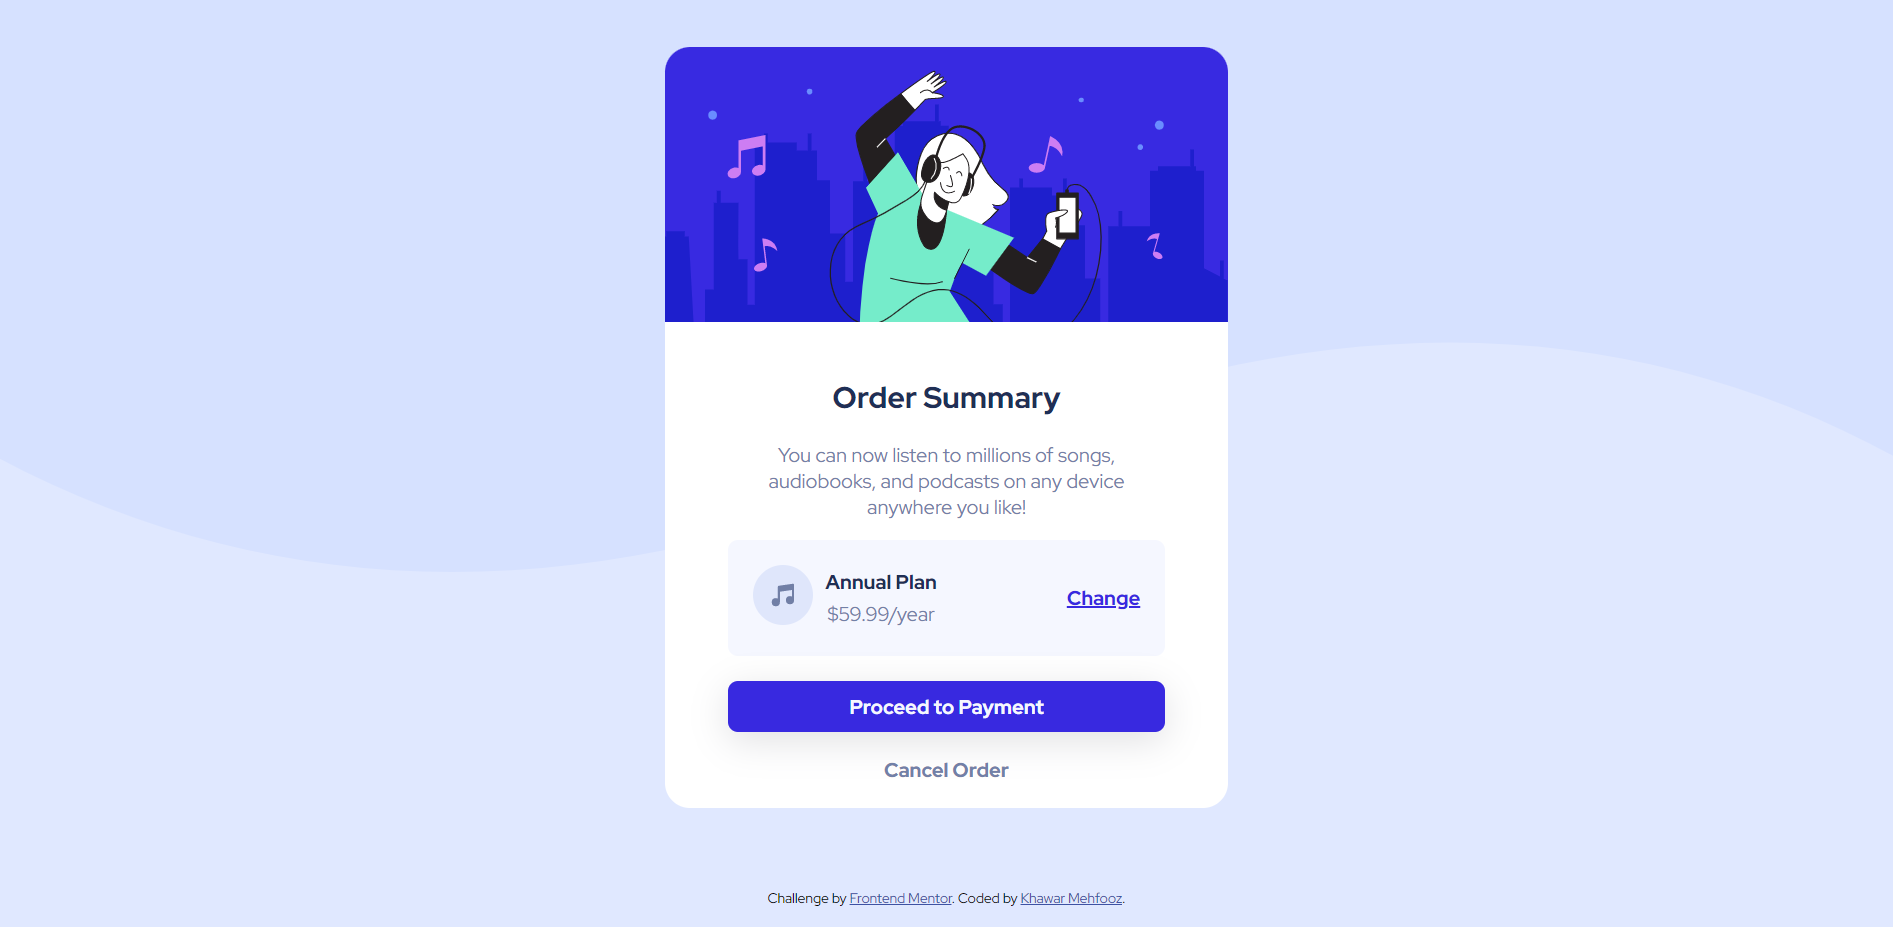 Order Summary
You can now listen to millions of songs,
audiobooks, and podcasts on any device
anywhere you like!
Annual Plan
$59.99/year
Change
Proceed to Payment
Cancel Order
Challenge by Frontend Mentor. Coded by Khawar Mehfooz.